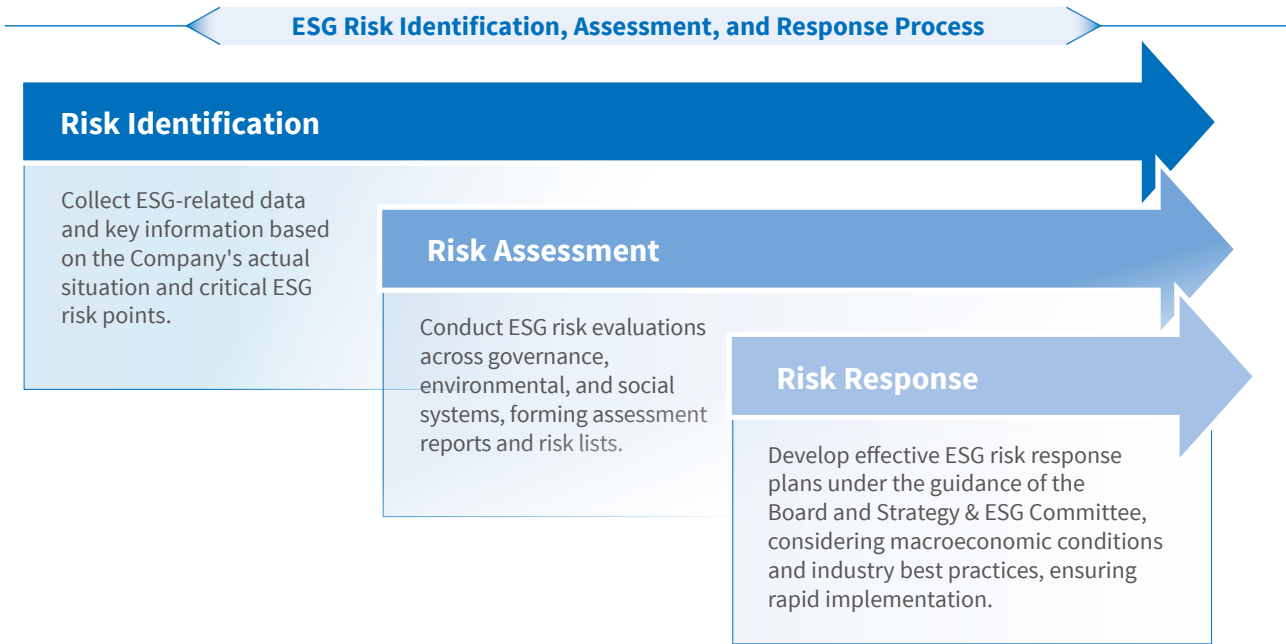 ESG Risk Identification, Assessment, and Response Process
Risk Identification
Collect ESG-related data
and key information based
on the Company's actual
situation and critical ESG
risk points.
Risk Assessment
Conduct ESG risk evaluations
across governance,
environmental, and social
systems, forming assessment
reports and risk lists.
Risk Response
Develop effective ESG risk response
plans under the guidance of the
Board and Strategy & ESG Committee,
considering macroeconomic conditions
and industry best practices, ensuring
rapid implementation.